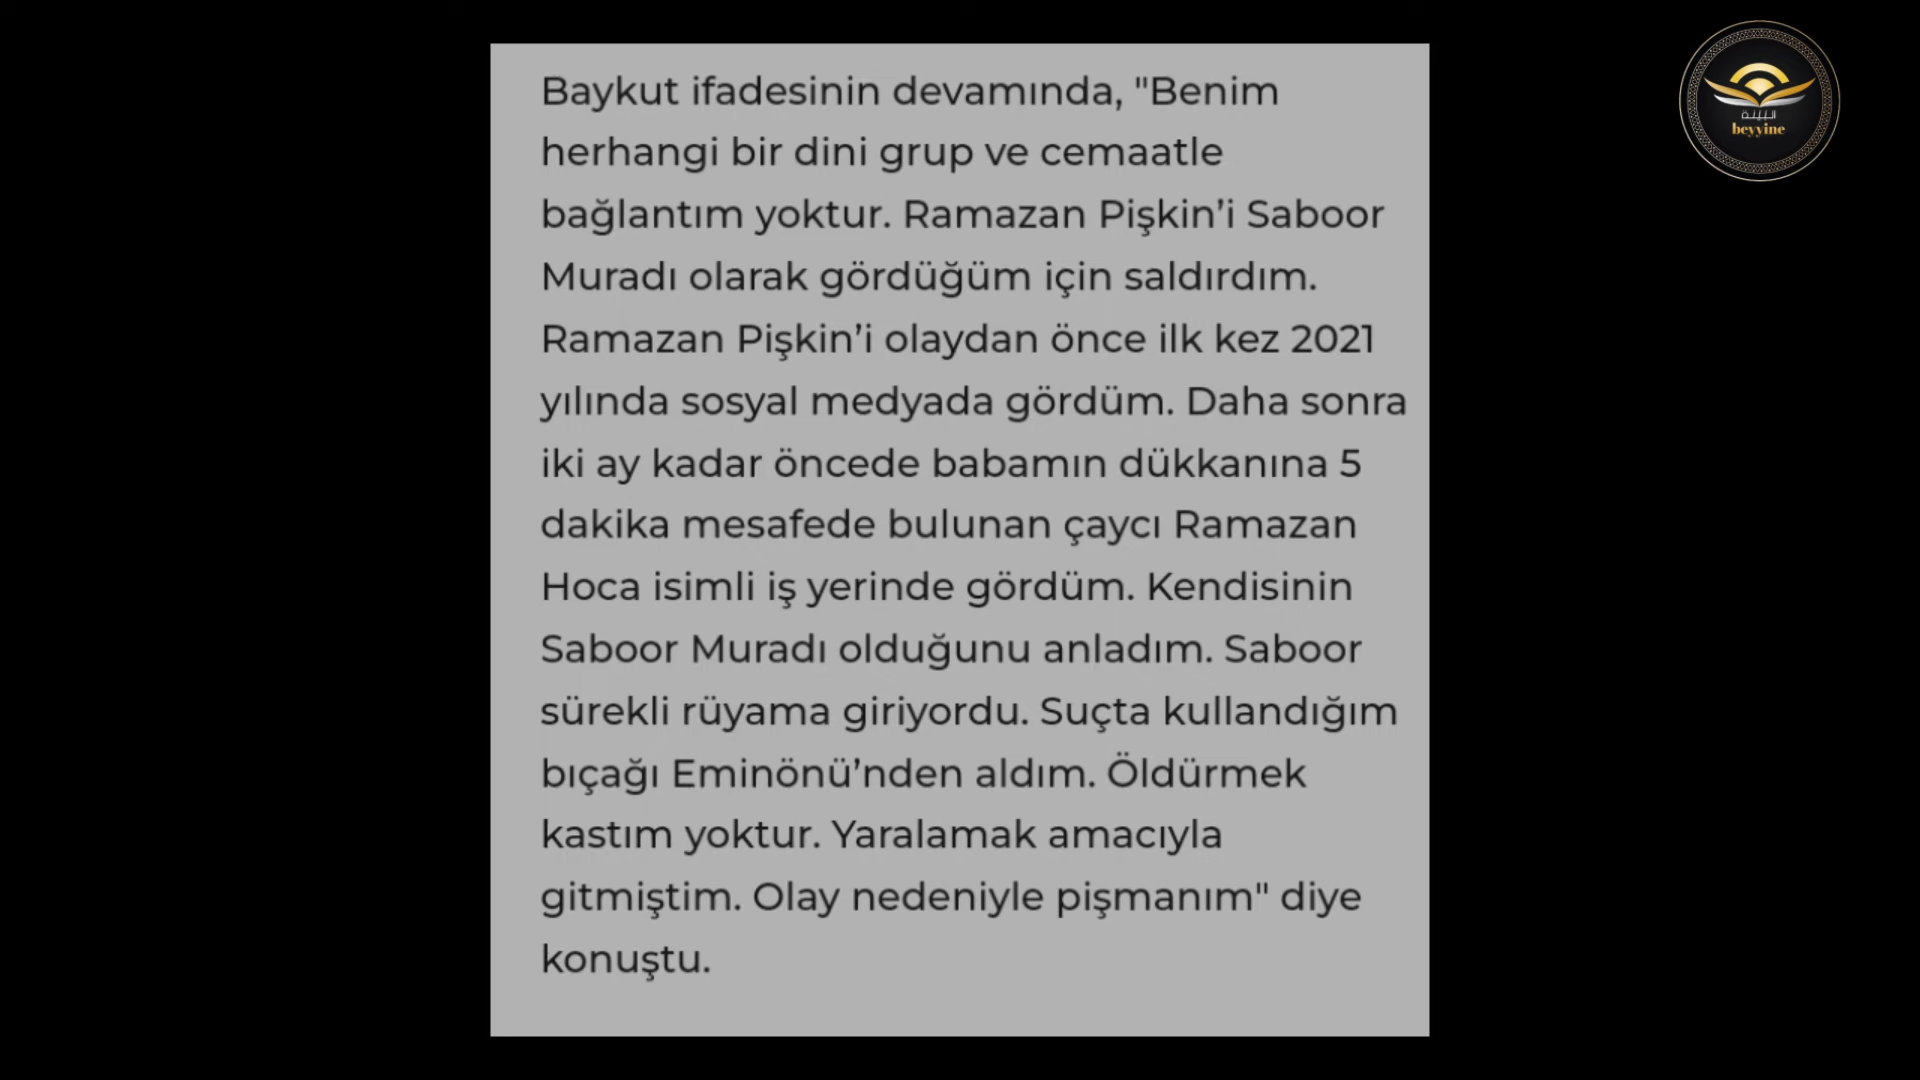 Baykut ifadesinin devamında, "Benim
herhangi bir dini grup ve cemaatle
bağlantım yoktur. Ramazan Pişkin’i Saboor
Muradı olarak gördüğüm için saldırdım.
Ramazan Pişkin’i olaydan önce ilk kez 2021
yılında sosyal medyada gördüm. Daha sonra
iki ay kadar öncede babamın dükkanına 5
dakika mesafede bulunan çaycı Ramazan
Hoca isimli iş yerinde gördüm. Kendisinin
Saboor Muradı olduğunu anladım. Saboor
sürekli rüyama giriyordu. Suçta kullandığım
bıçağı Eminönü’nden aldım. Öldürmek
kastım yoktur. Yaralamak amacıyla
gitmiştim. Olay nedeniyle pişmanım" diye
konuştu.
البينة
beyyine